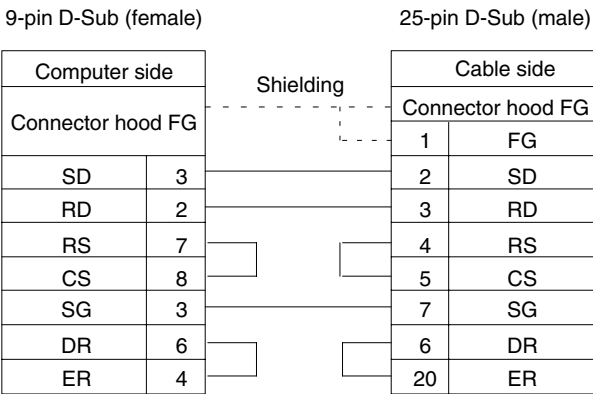 9-pin D-Sub (female) 25-pin D-Sub (male)
Computer side Shielding Cable side
Connector hood FG Connector hood FG
1 FG
SD 3 2 SD
RD 2 3 RD
RS 7 4 RS
CS 8 5 CS
SG 3 7 SG
DR 6 6 DR
ER 4 20 ER